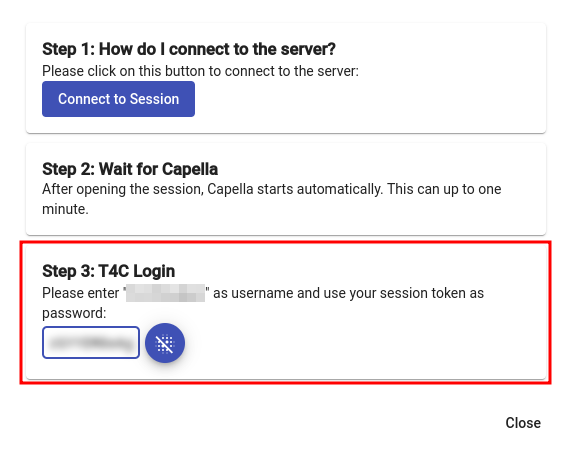 Step 1: How do I connect to the server?
Please click on this button to connect to the server:
Connect to Session
Step 2: Wait for Capella
After opening the session, Capella starts automatically. This can up to one
minute.
Step 3: T4C Login
Please enter "" as username and use your session token as
password:
Close